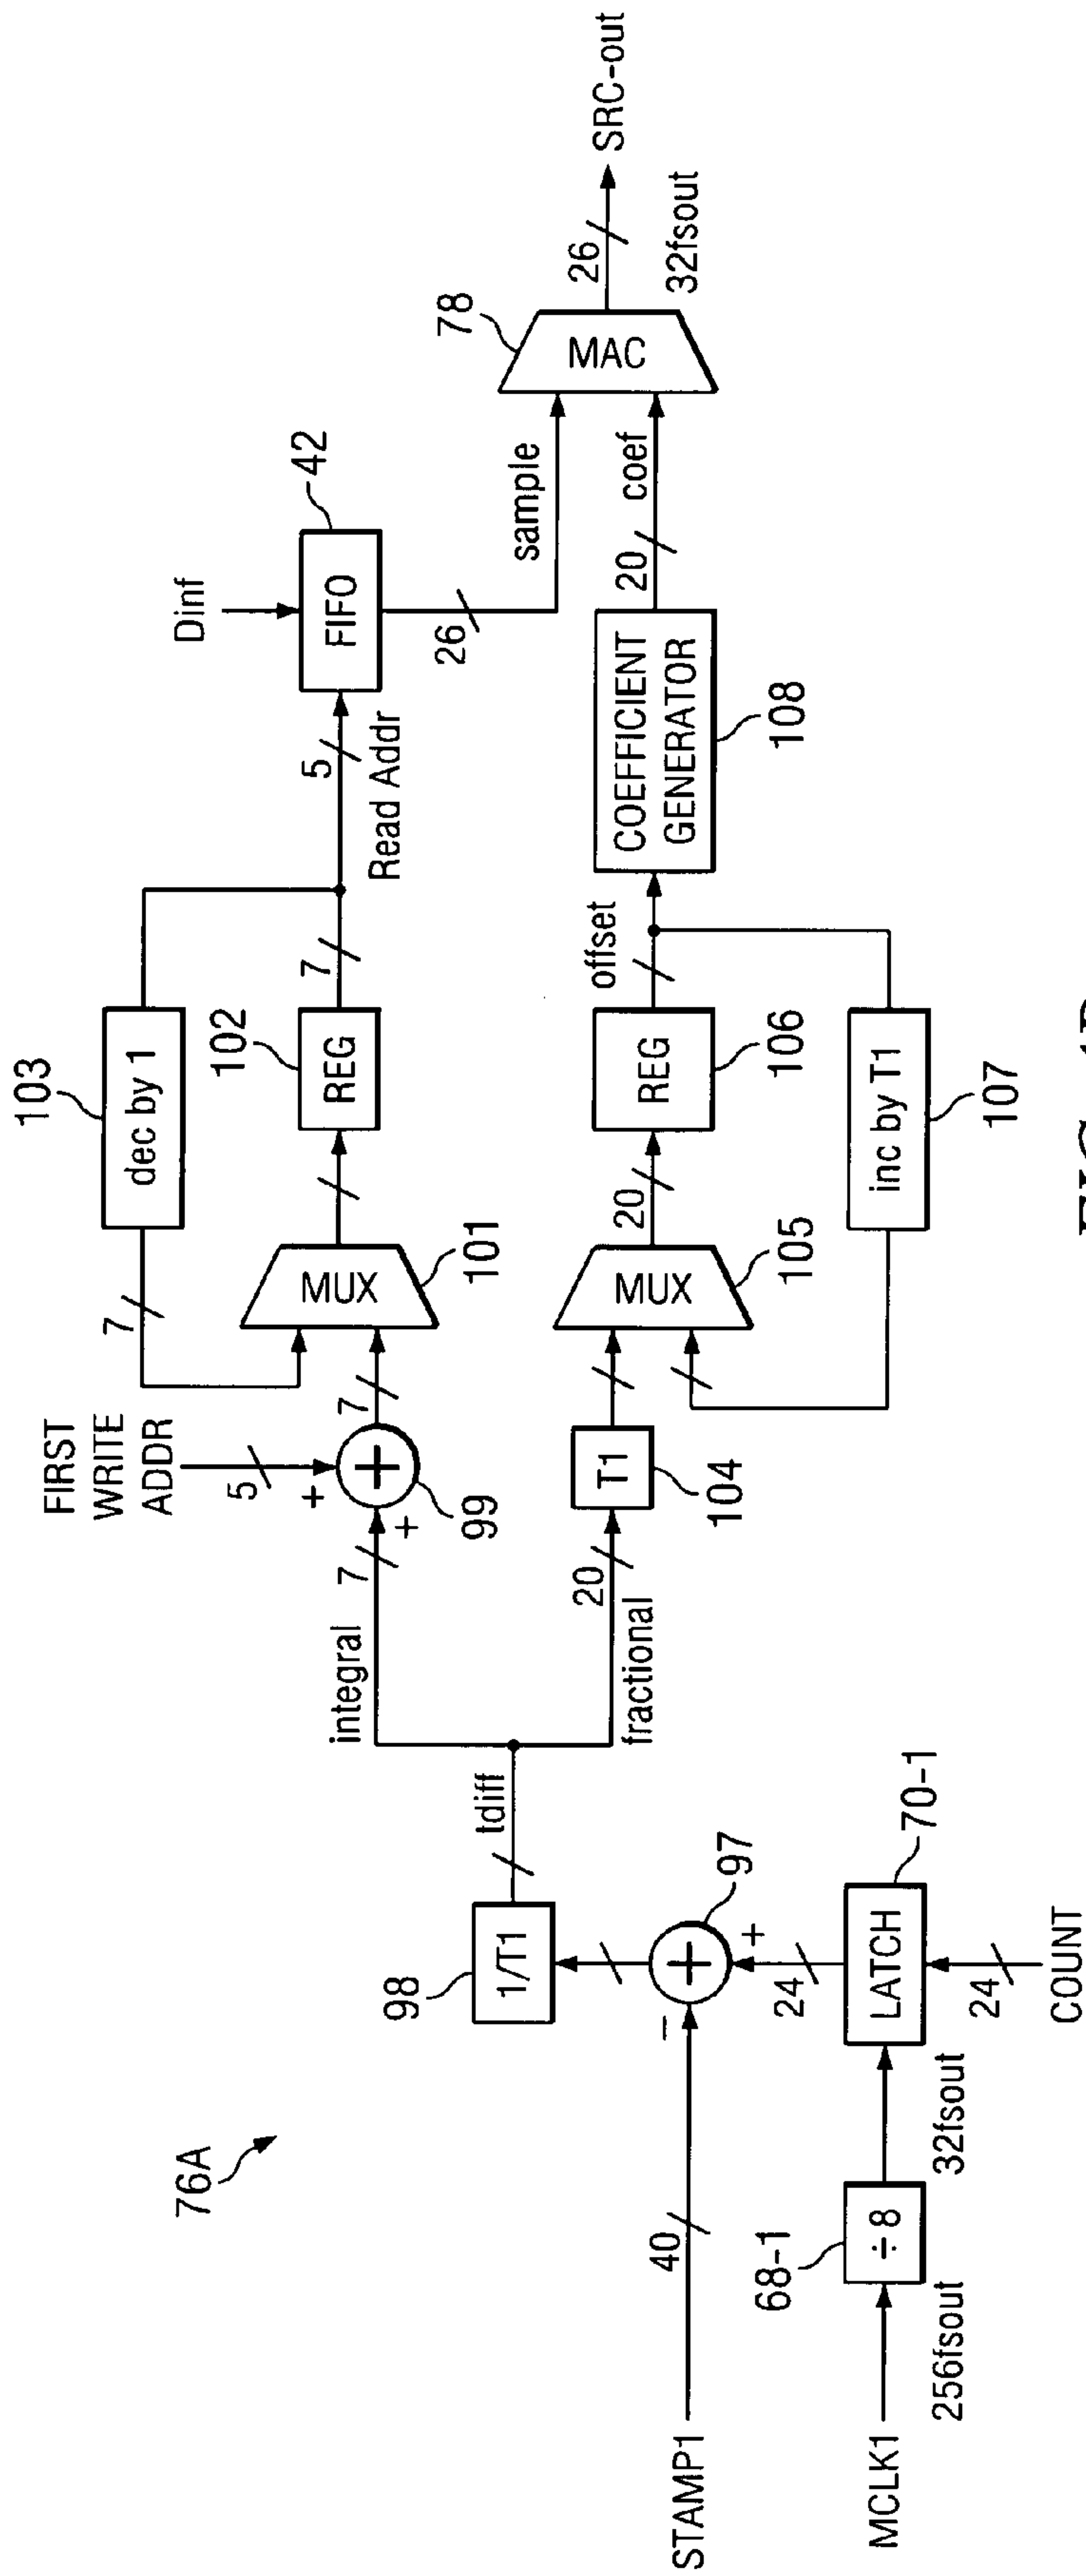 76A
STAMP1
40
−
97
+
24
LATCH
70-1
24
COUNT
MCLK1
256fsout
68-1
÷8
32fsout
98
1/T1
tdiff
integral
7
+
+
99
FIRST
WRITE
ADDR
5
7
MUX
101
7
103
dec by 1
102
REG
7
5
Read Addr
Dinf
FIFO
42
26
sample
fractional
20
T1
104
MUX
105
20
REG
106
offset
inc by T1
107
COEFFICIENT
GENERATOR
108
20
coef
78
MAC
26
32fsout
SRC-out